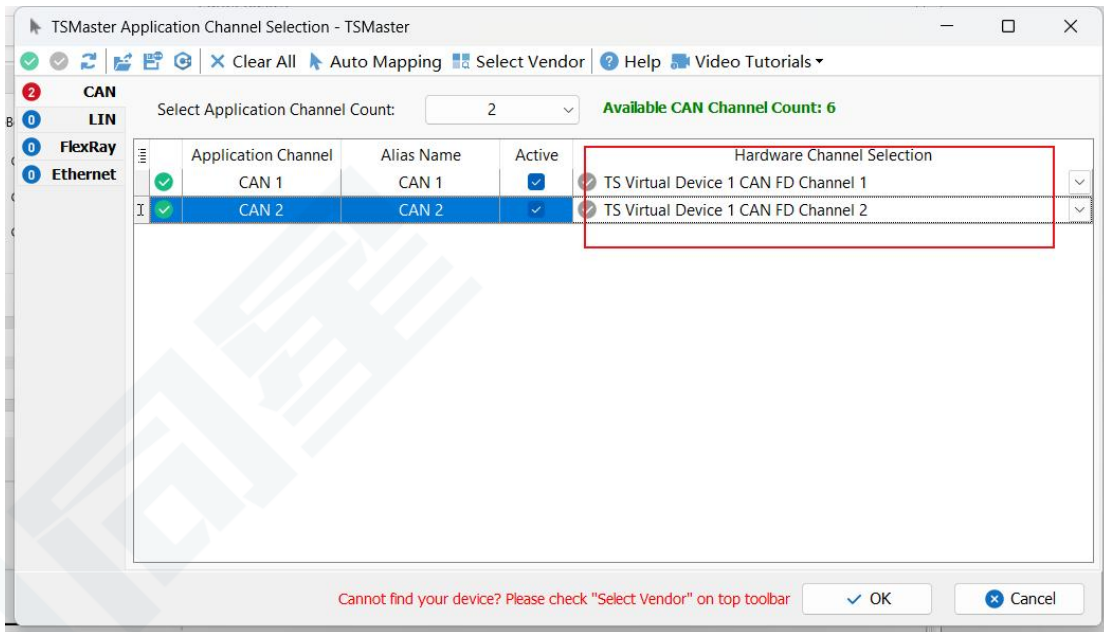 TSMaster Application Channel Selection - TSMaster
Clear All Auto Mapping Select Vendor Help Video Tutorials
2 CAN
0 LIN
0 FlexRay
0 Ethernet
Select Application Channel Count: 2 Available CAN Channel Count: 6
Application Channel Alias Name Active Hardware Channel Selection
CAN 1 CAN 1 TS Virtual Device 1 CAN FD Channel 1
CAN 2 CAN 2 TS Virtual Device 1 CAN FD Channel 2
同星
Cannot find your device? Please check "Select Vendor" on top toolbar OK Cancel